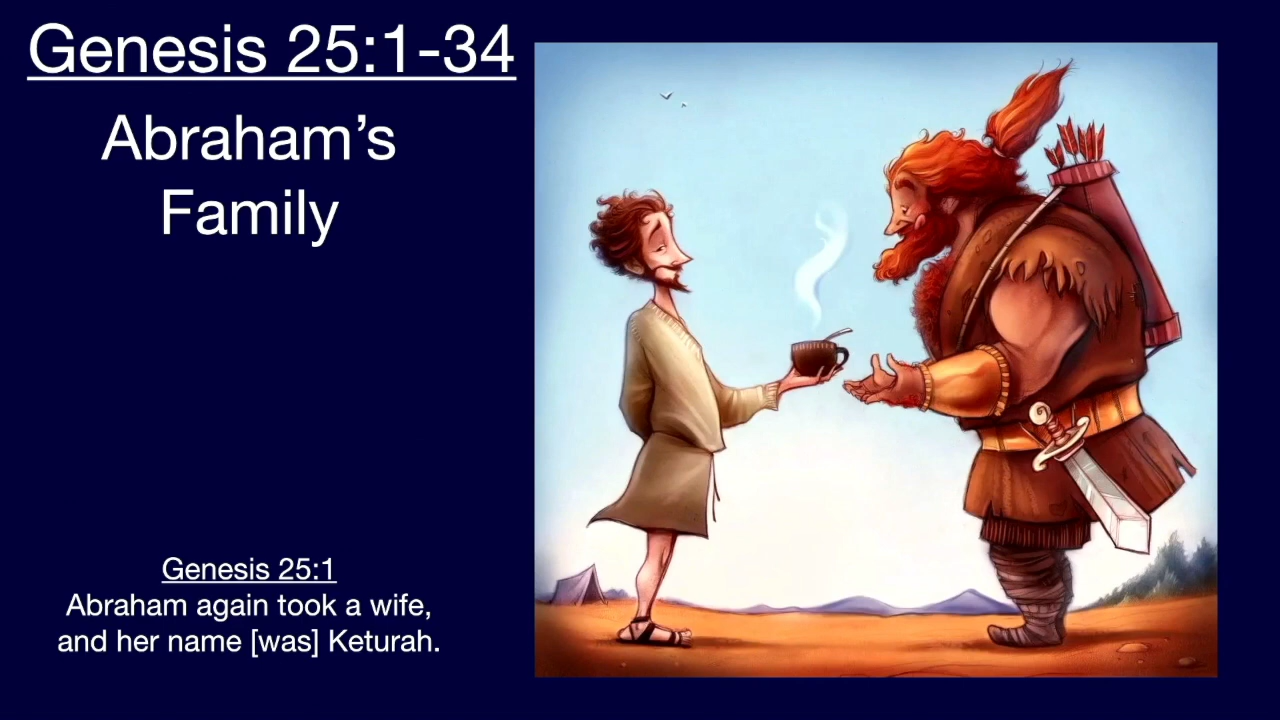 Genesis 25:1-34
Abraham’s
Family
Genesis 25:1
Abraham again took a wife,
and her name [was] Keturah.